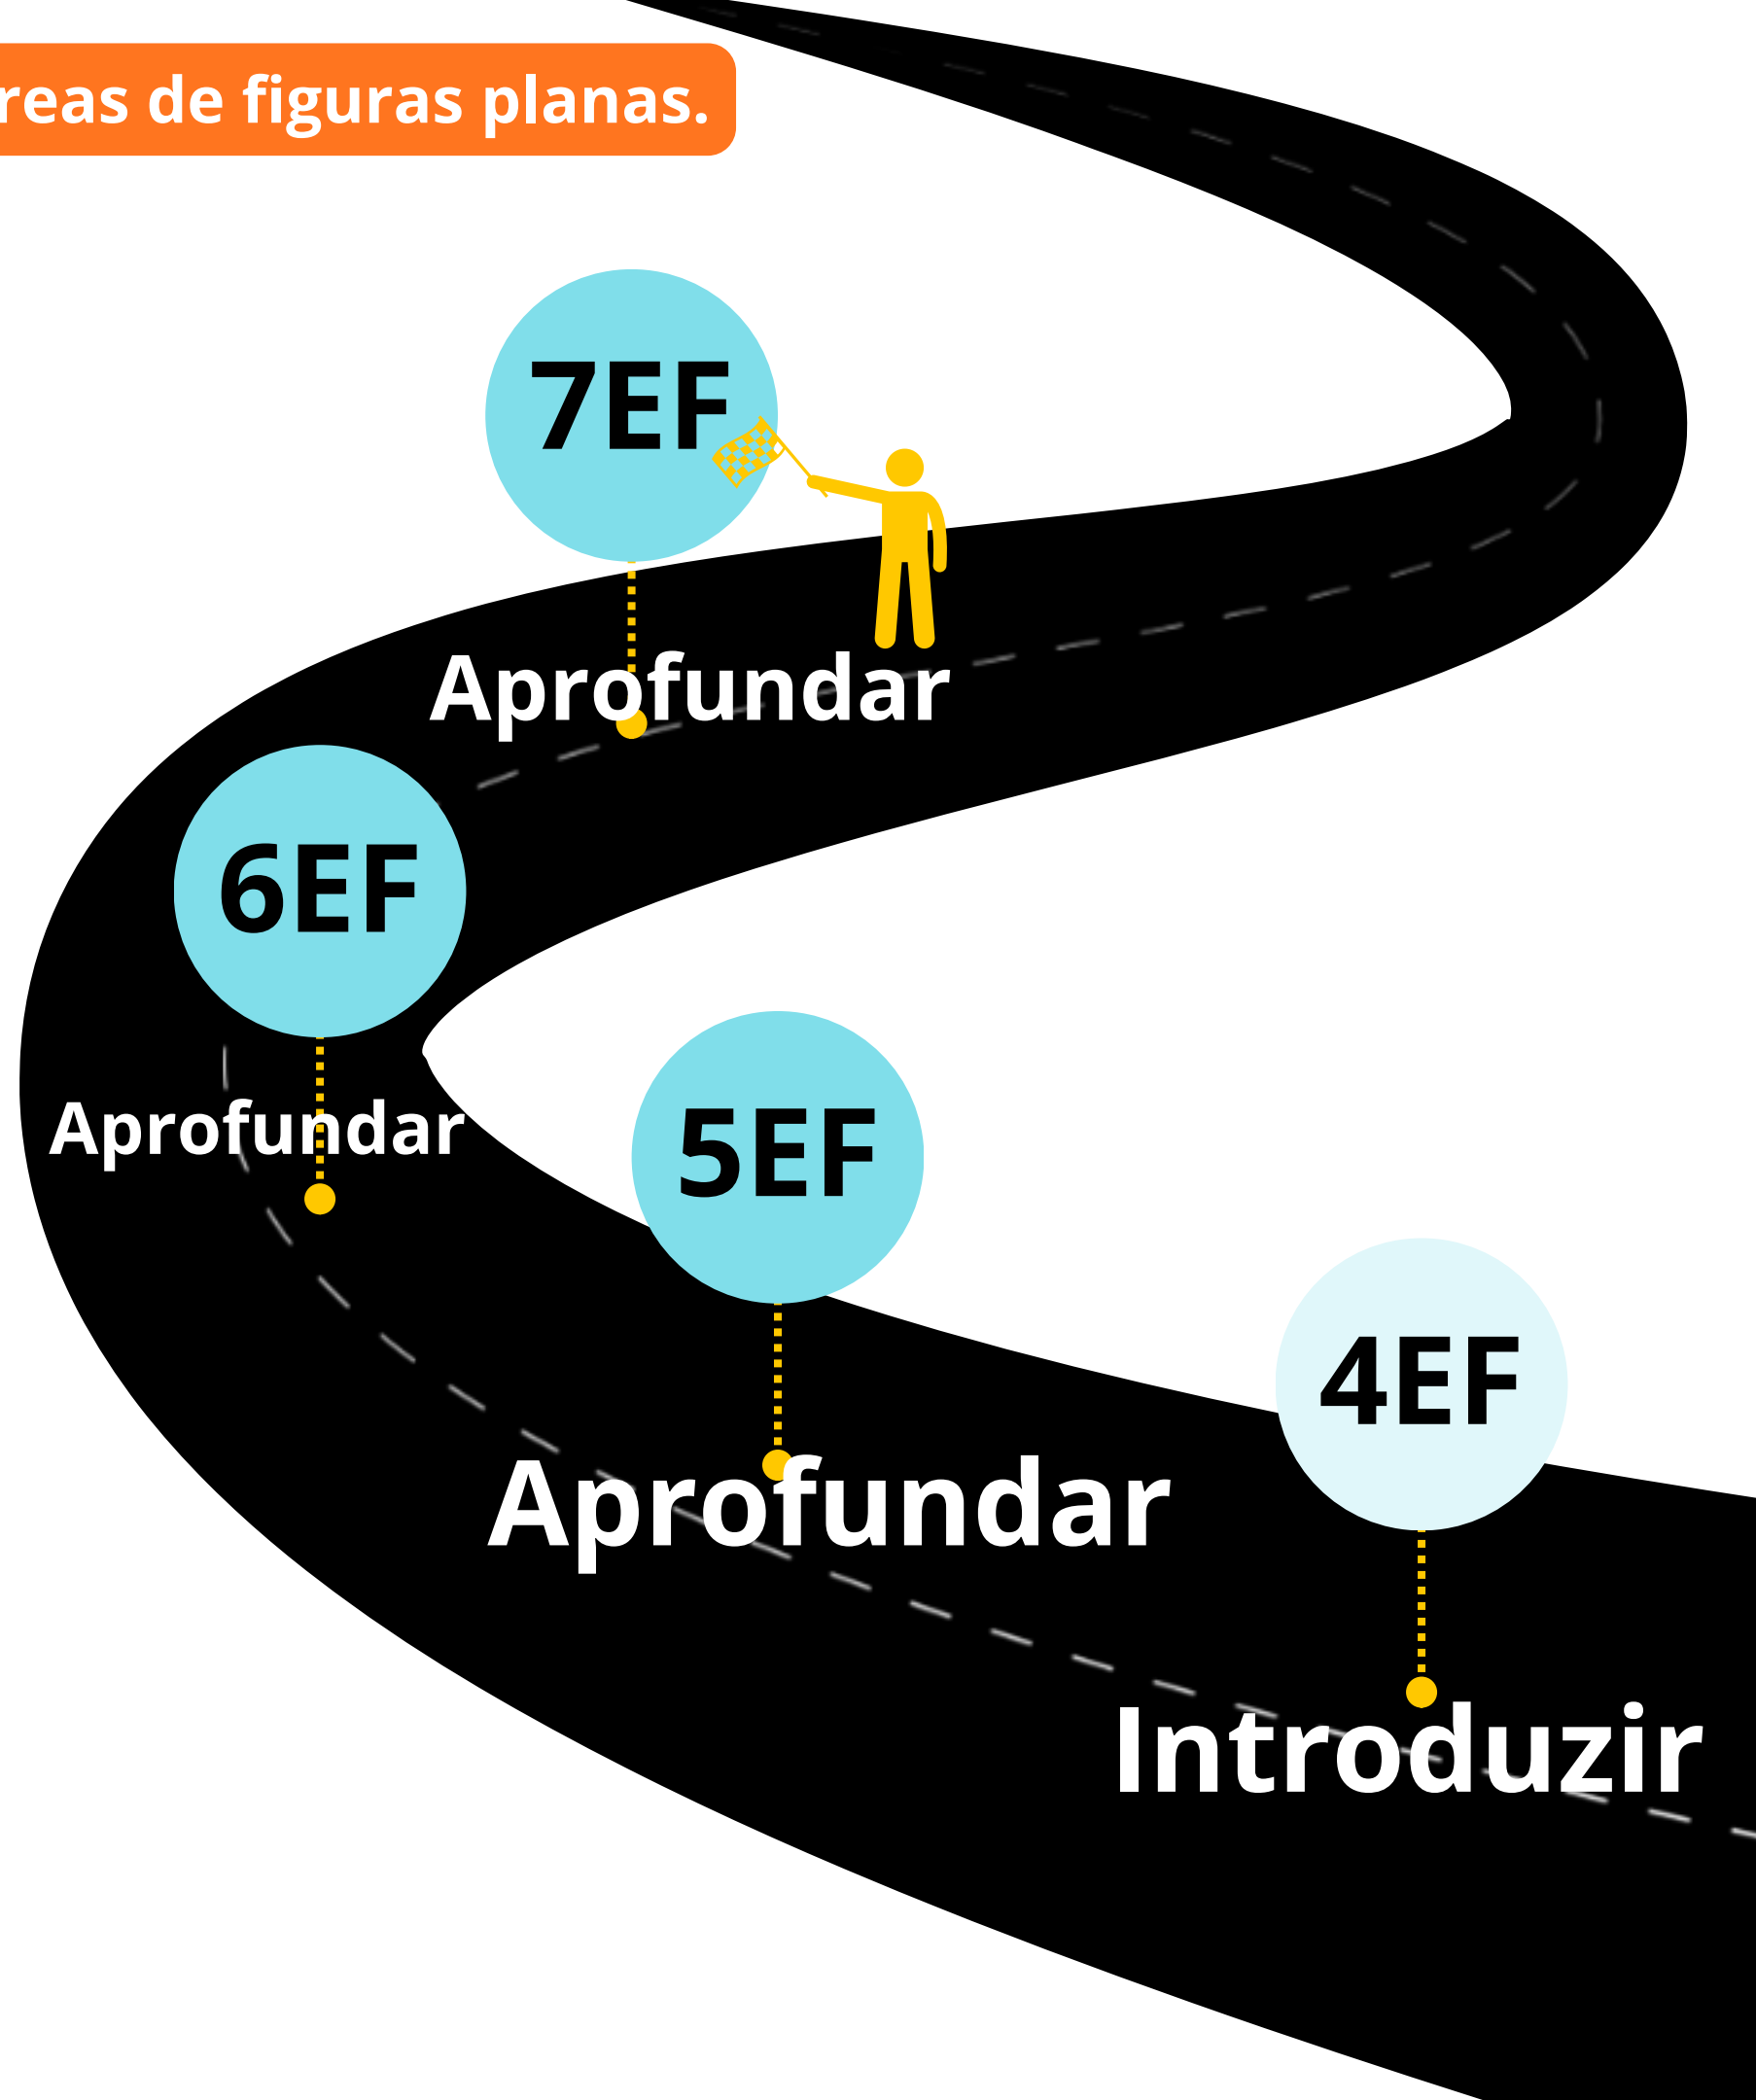 reas de figuras planas.
7EF
Aprofundar
6EF
Aprofundar
5EF
Aprofundar
4EF
Introduzir